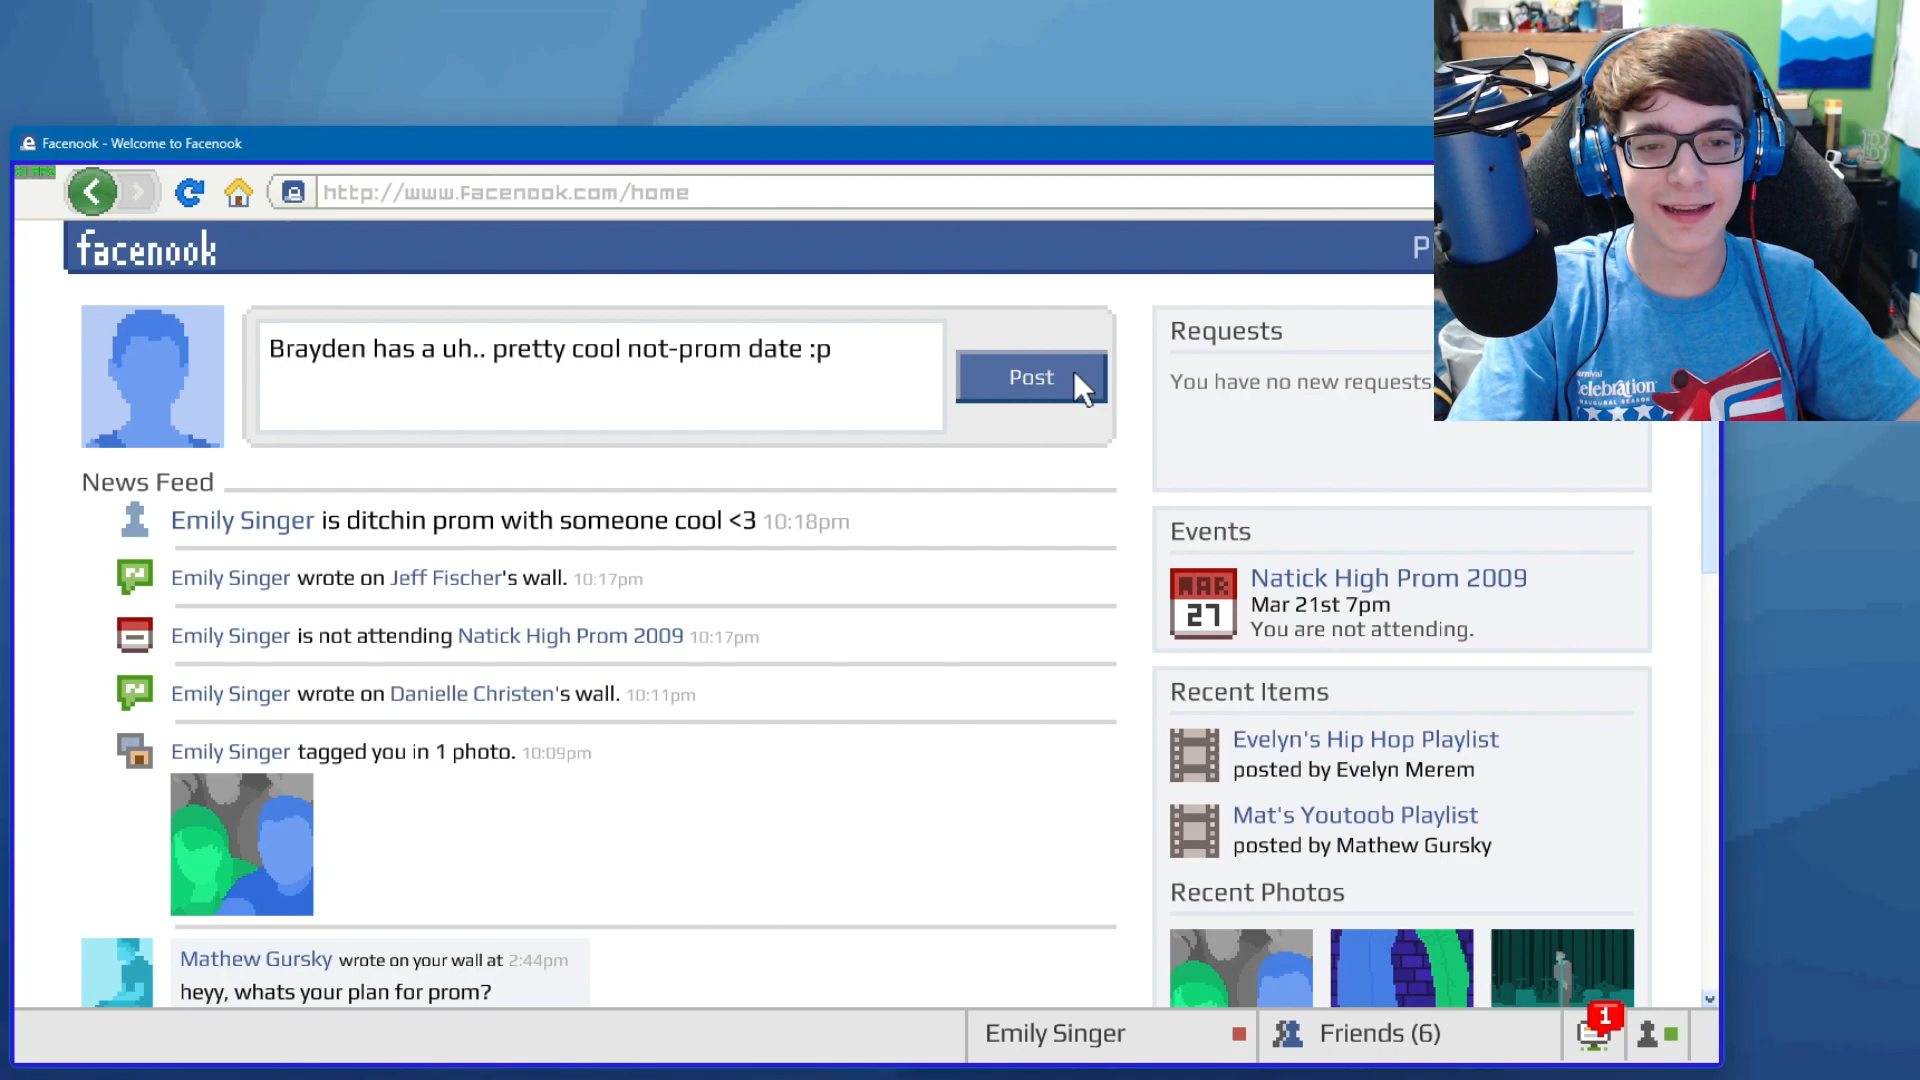 Facenook - Welcome to Facenook
http://www.Facenook.com/home
facenook
P
Brayden has a uh.. pretty cool not-prom date :p
Post
News Feed
Emily Singer is ditchin prom with someone cool <3 10:18pm
Emily Singer wrote on Jeff Fischer's wall. 10:17pm
Emily Singer is not attending Natick High Prom 2009 10:17pm
Emily Singer wrote on Danielle Christen's wall. 10:11pm
Emily Singer tagged you in 1 photo. 10:09pm
Mathew Gursky wrote on your wall at 2:44pm
heyy, whats your plan for prom?
Requests
You have no new requests.
Events
MAR
27
Natick High Prom 2009
Mar 21st 7pm
You are not attending.
Recent Items
Evelyn's Hip Hop Playlist
posted by Evelyn Merem
Mat's Youtoob Playlist
posted by Mathew Gursky
Recent Photos
Emily Singer
Friends (6)
1
Carnival
Celebration
INAUGURAL SEASON
B